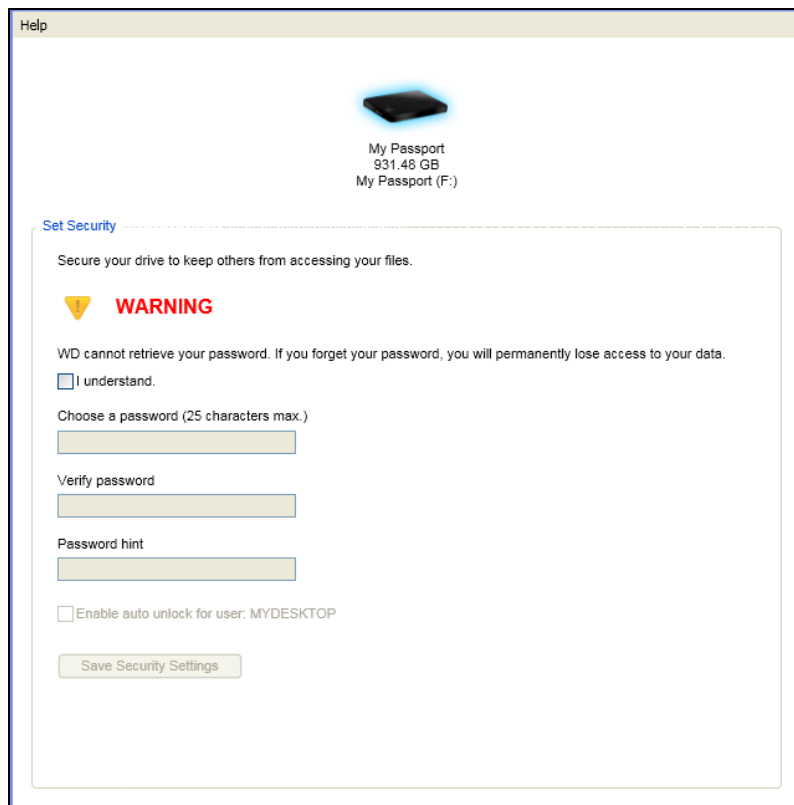 Help
My Passport
931.48 GB
My Passport (F:)
Set Security
Secure your drive to keep others from accessing your files.
WARNING
WD cannot retrieve your password. If you forget your password, you will permanently lose access to your data.
I understand.
Choose a password (25 characters max.)
Verify password
Password hint
Enable auto unlock for user: MYDESKTOP
Save Security Settings